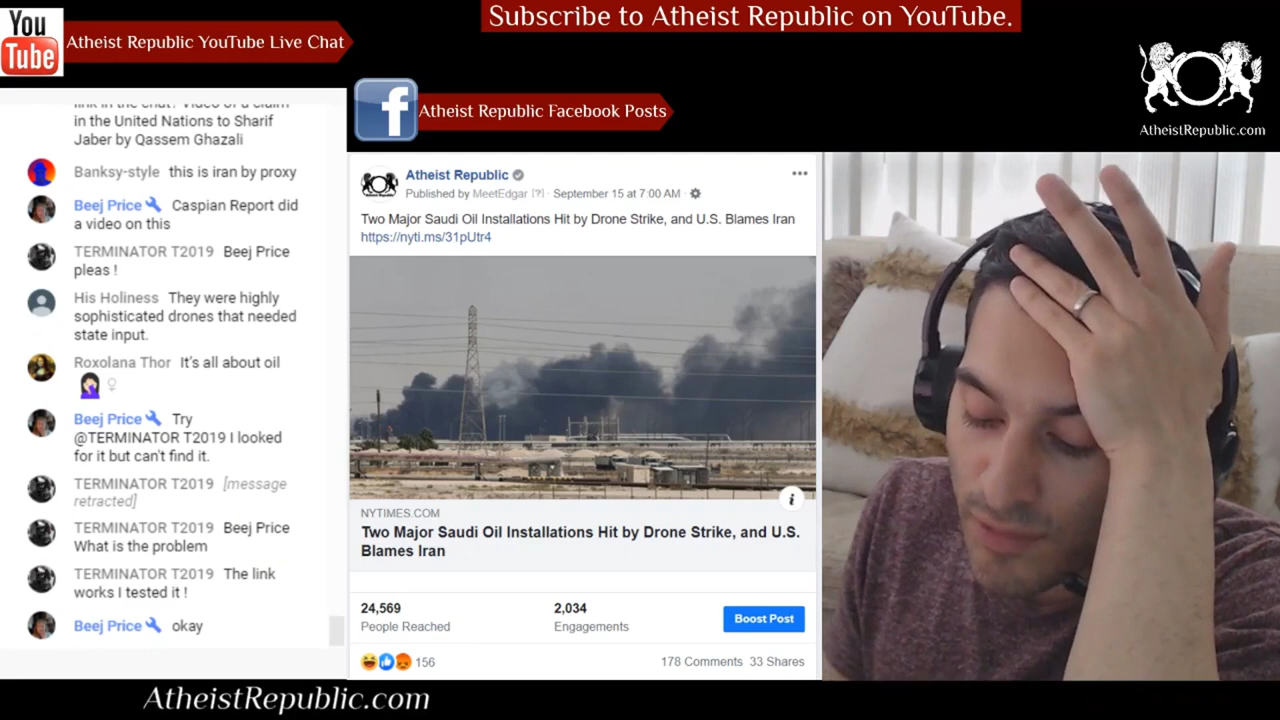 You
Tube
Atheist Republic YouTube Live Chat
Subscribe to Atheist Republic on YouTube.
AtheistRepublic.com
Atheist Republic Facebook Posts
link in the chat? Video of a claim
in the United Nations to Sharif
Jaber by Qassem Ghazali
Banksy-style this is iran by proxy
Beej Price Caspian Report did
a video on this
TERMINATOR T2019 Beej Price
pleas !
His Holiness They were highly
sophisticated drones that needed
state input.
Roxolana Thor It's all about oil
Beej Price Try
@TERMINATOR T2019 I looked
for it but can't find it.
TERMINATOR T2019 [message
retracted]
TERMINATOR T2019 Beej Price
What is the problem
TERMINATOR T2019 The link
works I tested it !
Beej Price okay
f
Atheist Republic
Published by MeetEdgar [?] · September 15 at 7:00 AM ·
Two Major Saudi Oil Installations Hit by Drone Strike, and U.S. Blames Iran
https://nyti.ms/31pUtr4
i
NYTIMES.COM
Two Major Saudi Oil Installations Hit by Drone Strike, and U.S.
Blames Iran
24,569
People Reached
2,034
Engagements
Boost Post
156
178 Comments 33 Shares
AtheistRepublic.com